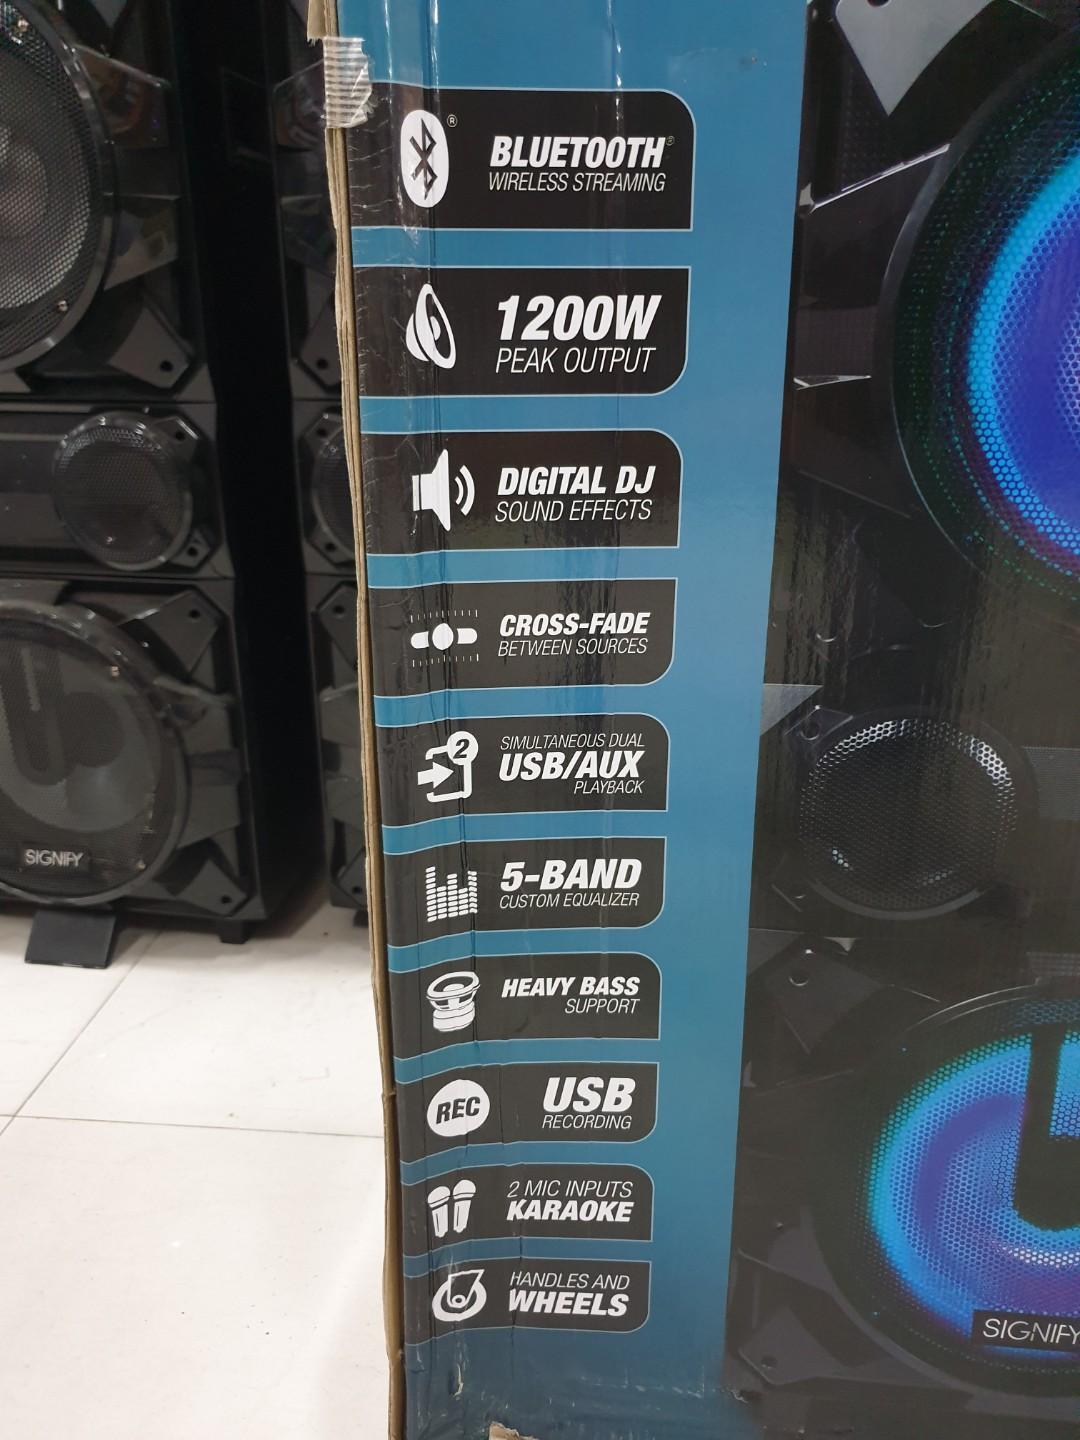 BLUETOOTH®
WIRELESS STREAMING
1200W
PEAK OUTPUT
DIGITAL DJ
SOUND EFFECTS
CROSS-FADE
BETWEEN SOURCES
2
SIMULTANEOUS DUAL
USB/AUX
PLAYBACK
5-BAND
CUSTOM EQUALIZER
HEAVY BASS
SUPPORT
REC
USB
RECORDING
2 MIC INPUTS
KARAOKE
HANDLES AND
WHEELS
SIGNIFY
SIGNIFY